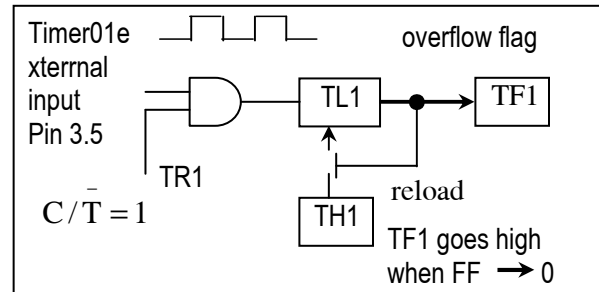 Timer01e
xterrnal
input
Pin 3.5
overflow flag
TL1
TF1
TR1
C/T̄ = 1
TH1
reload
TF1 goes high
when FF → 0